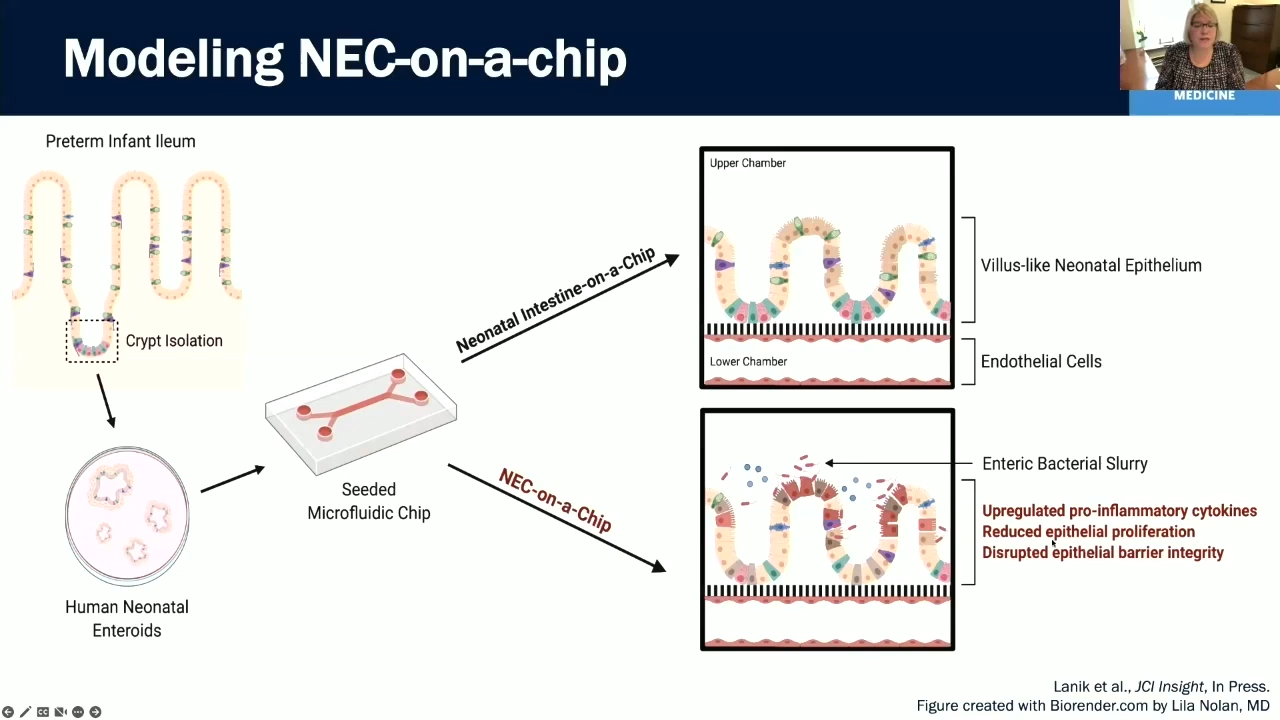 Modeling NEC-on-a-chip
MEDICINE
Preterm Infant Ileum
Crypt Isolation
Human Neonatal
Enteroids
Seeded
Microfluidic Chip
Neonatal Intestine-on-a-Chip
NEC-on-a-Chip
Upper Chamber
Lower Chamber
Villus-like Neonatal Epithelium
Endothelial Cells
Enteric Bacterial Slurry
Upregulated pro-inflammatory cytokines
Reduced epithelial proliferation
Disrupted epithelial barrier integrity
Lanik et al., JCI Insight, In Press.
Figure created with Biorender.com by Lila Nolan, MD